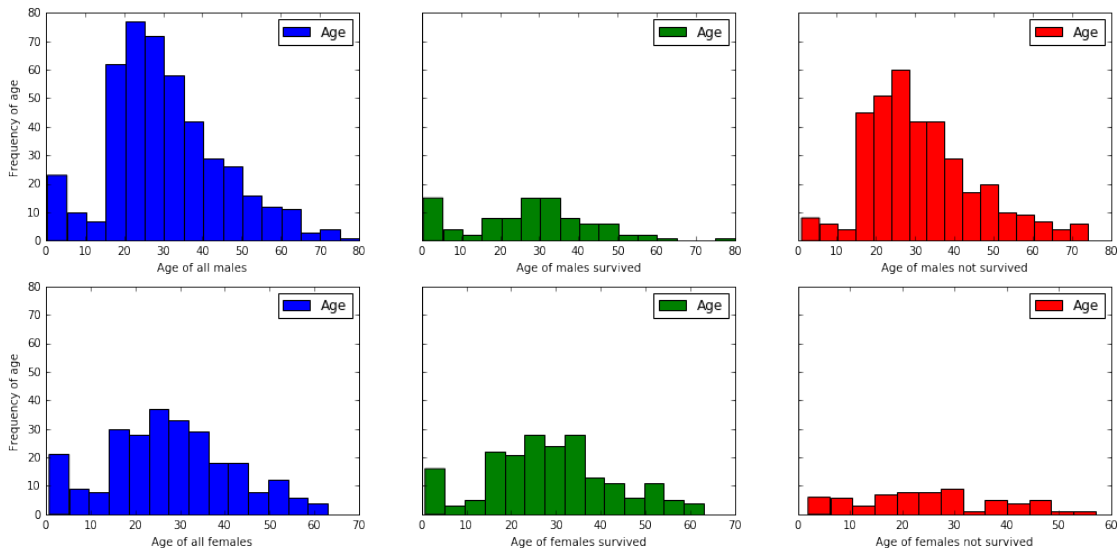 Age
Age
Age
Frequency of age
80
70
60
50
40
30
20
10
0
0 10 20 30 40 50 60 70 80
0 10 20 30 40 50 60 70 80
0 10 20 30 40 50 60 70 80
Age of all males
Age of males survived
Age of males not survived
Age
Age
Age
Frequency of age
80
70
60
50
40
30
20
10
0
0 10 20 30 40 50 60 70
0 10 20 30 40 50 60 70
0 10 20 30 40 50 60
Age of all females
Age of females survived
Age of females not survived